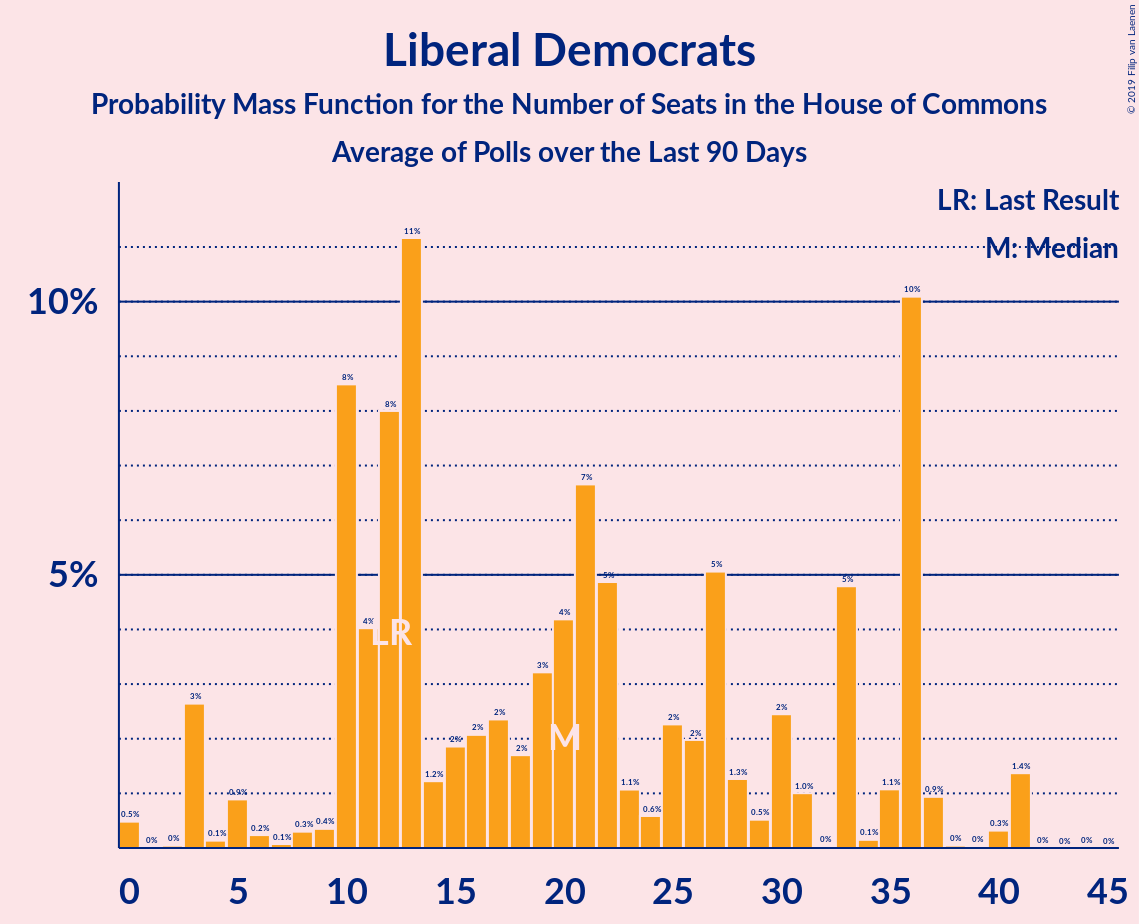 © 2019 Filip van Laenen
Liberal Democrats
Probability Mass Function for the Number of Seats in the House of Commons
Average of Polls over the Last 90 Days
LR: Last Result
M: Median
10%
5%
0.5% 0% 0% 3% 0.1% 0.9% 0.2% 0.1% 0.3% 0.4% 8% 4% 8% 11% 1.2% 2% 2% 2% 2% 3% 4% 7% 5% 1.1% 0.6% 2% 2% 5% 1.3% 0.5% 2% 1.0% 0% 5% 0.1% 1.1% 10% 0.9% 0% 0% 0.3% 1.4% 0% 0% 0% 0%
LR
M
0 5 10 15 20 25 30 35 40 45